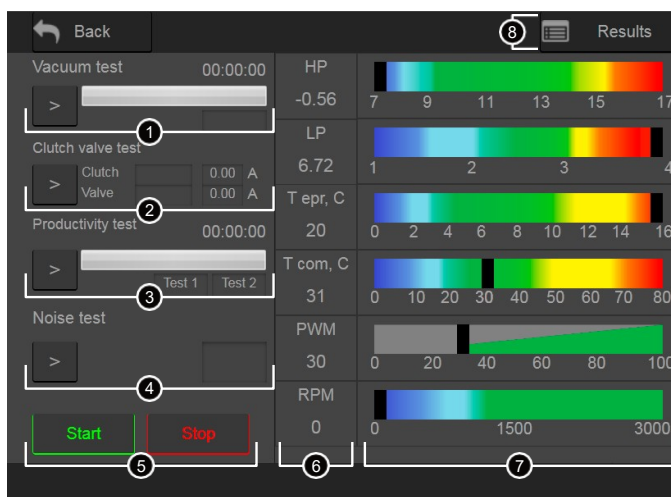 Back
8
Results
Vacuum test 00:00:00
>
1
Clutch valve test
>
Clutch 0.00 A
Valve 0.00 A
2
Productivity test 00:00:00
>
Test 1 Test 2
3
Noise test
>
4
Start Stop
5
HP
-0.56
LP
6.72
T epr, C
20
T com, C
31
PWM
30
RPM
0
6
7 9 11 13 15 17
1 2 3 4
0 2 4 6 8 10 12 14 16
0 10 20 30 40 50 60 70 80
0 20 40 60 80 100
0 1500 3000
7